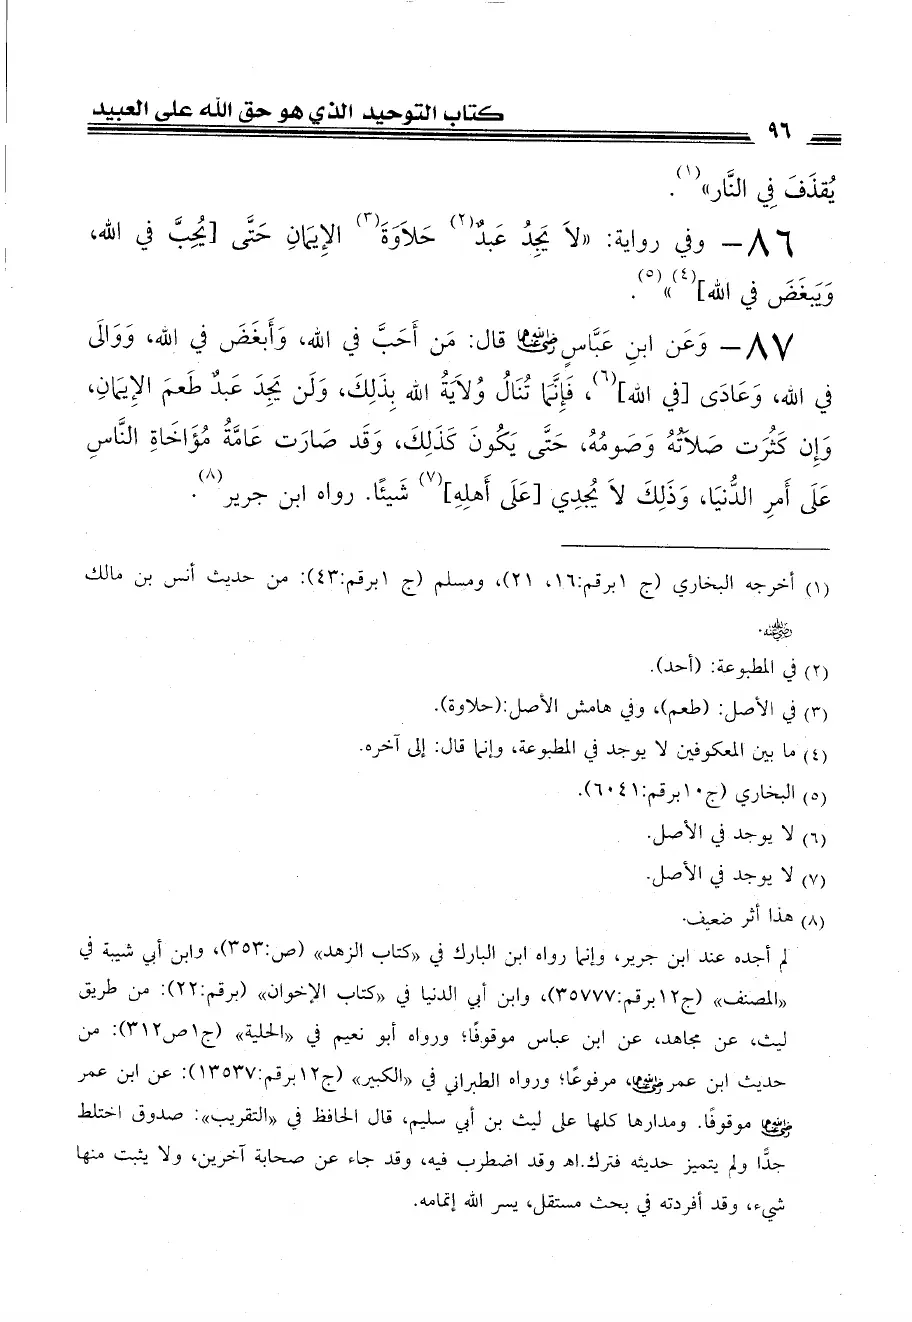 كتاب التوحيد الذي هو حق الله على العبيد
٩٦
يُقذَفَ فِي النَّار»(١).
٨٦– وفي رواية: «لاَ يَجِدُ عَبدٌ(٢) حَلاَوَةَ(٣) الإِيمَانِ حَتَّى [يُحِبَّ في الله،
وَيَبغَضَ في الله](٤)»(٥).
٨٧– وَعَن ابنِ عَبَّاسٍ رضي الله عنهما قال: مَن أَحَبَّ في الله، وَأَبغَضَ في الله، وَوَالَى
في الله، وَعَادَى [في الله](٦)، فَإِنَّمَا تُنَالُ وُلاَيَةُ الله بِذَلِكَ، وَلَن يَجِدَ عَبدٌ طَعمَ الإِيمَانِ،
وَإِن كَثُرَت صَلاَتُهُ وَصَومُهُ، حَتَّى يَكُونَ كَذَلِكَ، وَقَد صَارَت عَامَّةُ مُؤَاخَاةِ النَّاس
عَلَى أَمرِ الدُّنيَا، وَذَلِكَ لاَ يُجدِي [عَلَى أَهلِهِ](٧) شَيئًا. رواه ابن جرير(٨).
(١) أخرجه البخاري (ج ١برقم:١٦، ٢١)، ومسلم (ج ١برقم:٤٣): من حديث أنس بن مالك
رضي الله عنه.
(٢) في المطبوعة: (أحد).
(٣) في الأصل: (طعم)، وفي هامش الأصل:(حلاوة).
(٤) ما بين المعكوفين لا يوجد في المطبوعة، وإنما قال: إلى آخره.
(٥) البخاري (ج١٠برقم:٦٠٤١).
(٦) لا يوجد في الأصل.
(٧) لا يوجد في الأصل.
(٨) هذا أثر ضعيف.
لم أجده عند ابن جرير، وإنما رواه ابن المبارك في «كتاب الزهد» (ص:٣٥٣)، وابن أبي شيبة في
«المصنف» (ج١٢برقم:٣٥٧٧٧)، وابن أبي الدنيا في «كتاب الإخوان» (برقم:٢٢): من طريق
ليث، عن مجاهد، عن ابن عباس موقوفًا؛ ورواه أبو نعيم في «الحلية» (ج١ص٣١٢): من
حديث ابن عمر رضي الله عنهما، مرفوعًا؛ ورواه الطبراني في «الكبير» (ج١٢برقم:١٣٥٣٧): عن ابن عمر
رضي الله عنهما موقوفًا. ومدارها كلها على ليث بن أبي سليم، قال الحافظ في «التقريب»: صدوق اختلط
جدًّا ولم يتميز حديثه فترك.اهـ وقد اضطرب فيه، وقد جاء عن صحابة آخرين، ولا يثبت منها
شيء، وقد أفردته في بحث مستقل، يسر الله إتمامه.